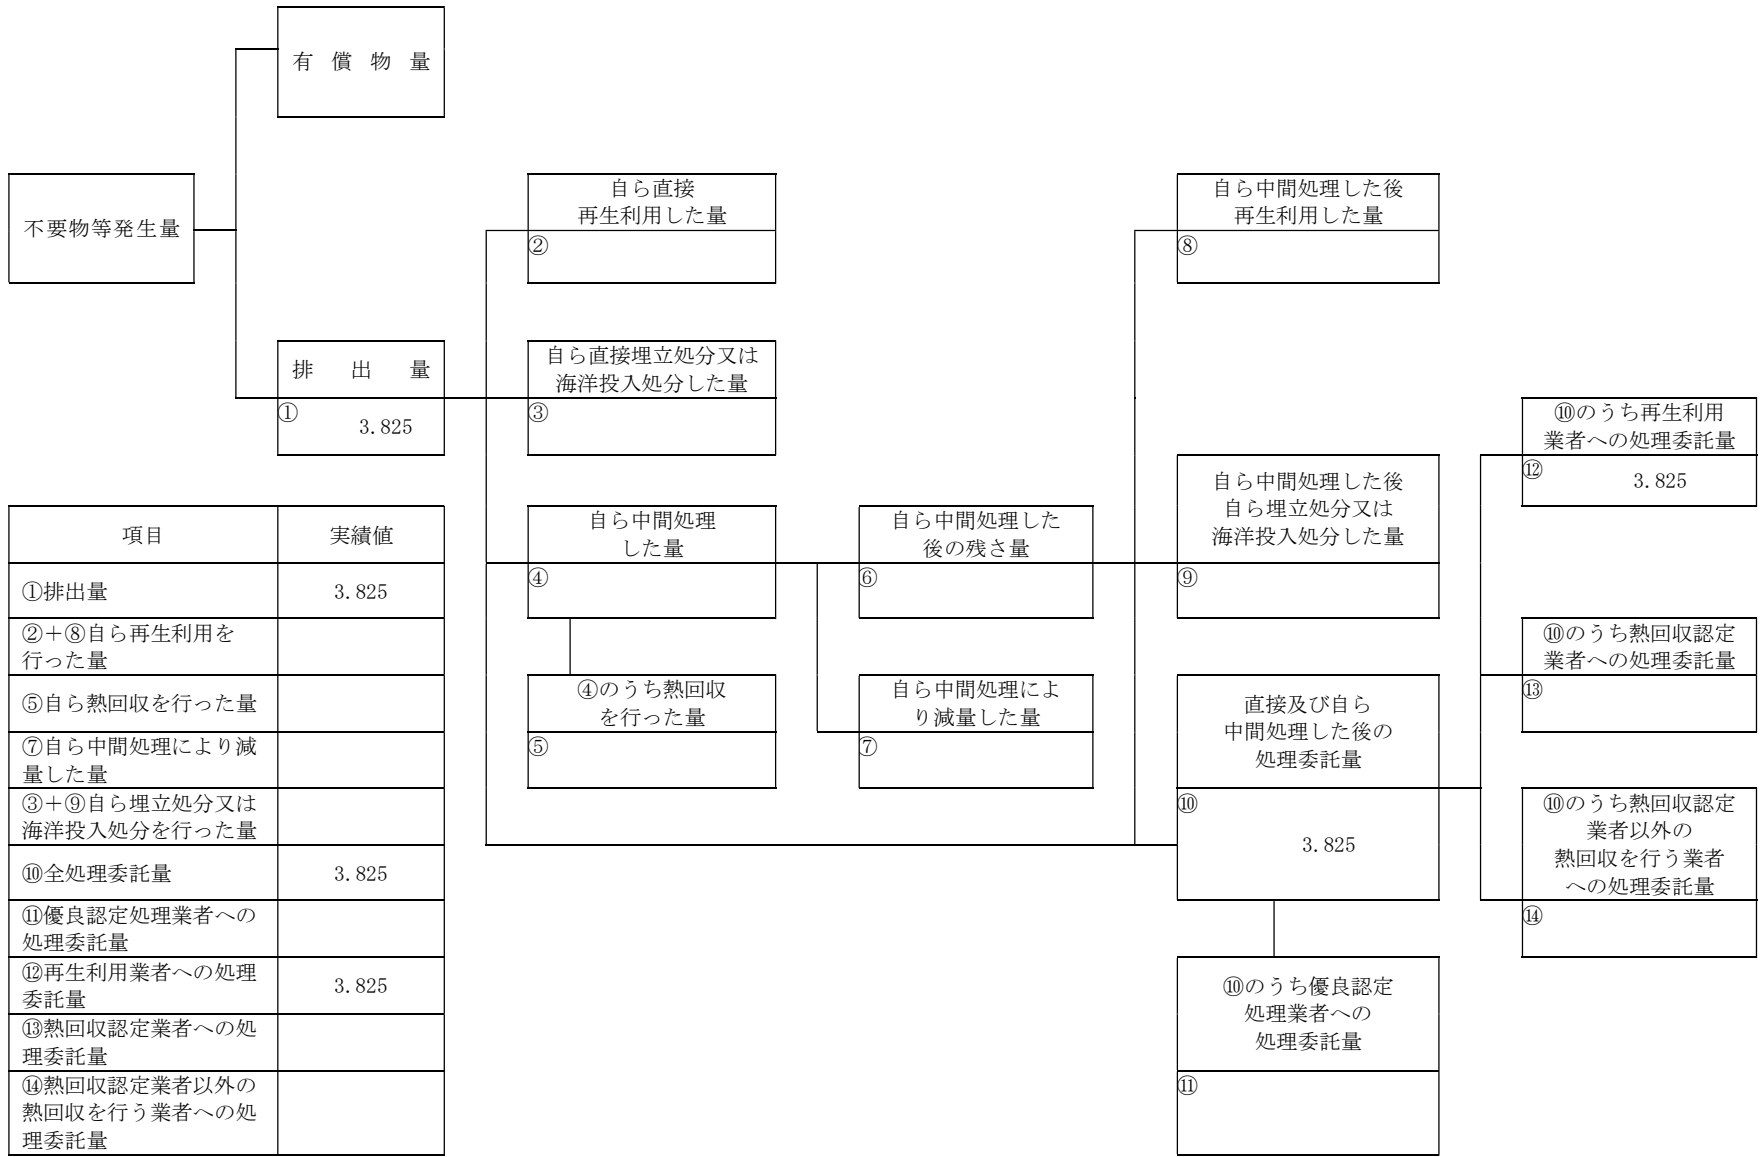 有償物量
不要物等発生量
排出量
① 3.825
自ら直接
再生利用した量
②
自ら直接埋立処分又は
海洋投入処分した量
③
自ら中間処理
した量
④
④のうち熱回収
を行った量
⑤
自ら中間処理した
後の残さ量
⑥
自ら中間処理によ
り減量した量
⑦
自ら中間処理した後
再生利用した量
⑧
自ら中間処理した後
自ら埋立処分又は
海洋投入処分した量
⑨
直接及び自ら
中間処理した後の
処理委託量
⑩
3.825
⑩のうち優良認定
処理業者への
処理委託量
⑪
⑩のうち再生利用
業者への処理委託量
⑫ 3.825
⑩のうち熱回収認定
業者への処理委託量
⑬
⑩のうち熱回収認定
業者以外の
熱回収を行う業者
への処理委託量
⑭
項目 実績値
①排出量 3.825
②+⑧自ら再生利用を
行った量
⑤自ら熱回収を行った量
⑦自ら中間処理により減
量した量
③+⑨自ら埋立処分又は
海洋投入処分を行った量
⑩全処理委託量 3.825
⑪優良認定処理業者への
処理委託量
⑫再生利用業者への処理
委託量 3.825
⑬熱回収認定業者への処
理委託量
⑭熱回収認定業者以外の
熱回収を行う業者への処
理委託量